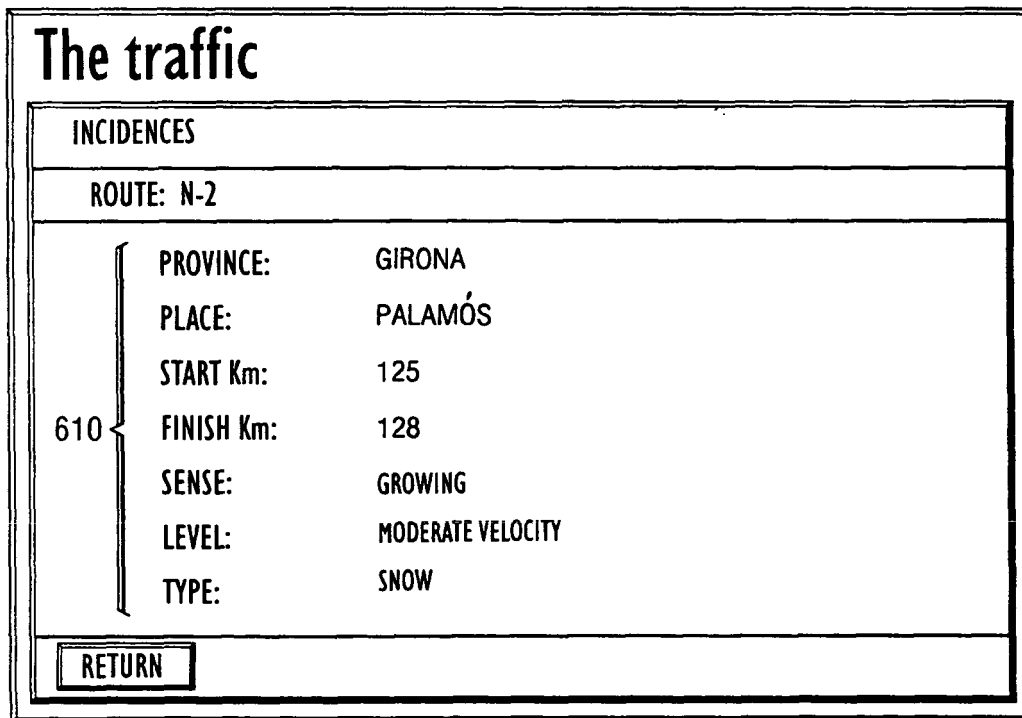 The traffic
INCIDENCES
ROUTE: N-2
PROVINCE: GIRONA
PLACE: PALAMÓS
START Km: 125
610 FINISH Km: 128
SENSE: GROWING
LEVEL: MODERATE VELOCITY
TYPE: SNOW
RETURN